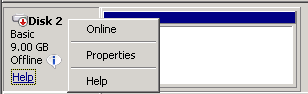 Disk 2
Basic
9.00 GB
Offline
Help
Online
Properties
Help